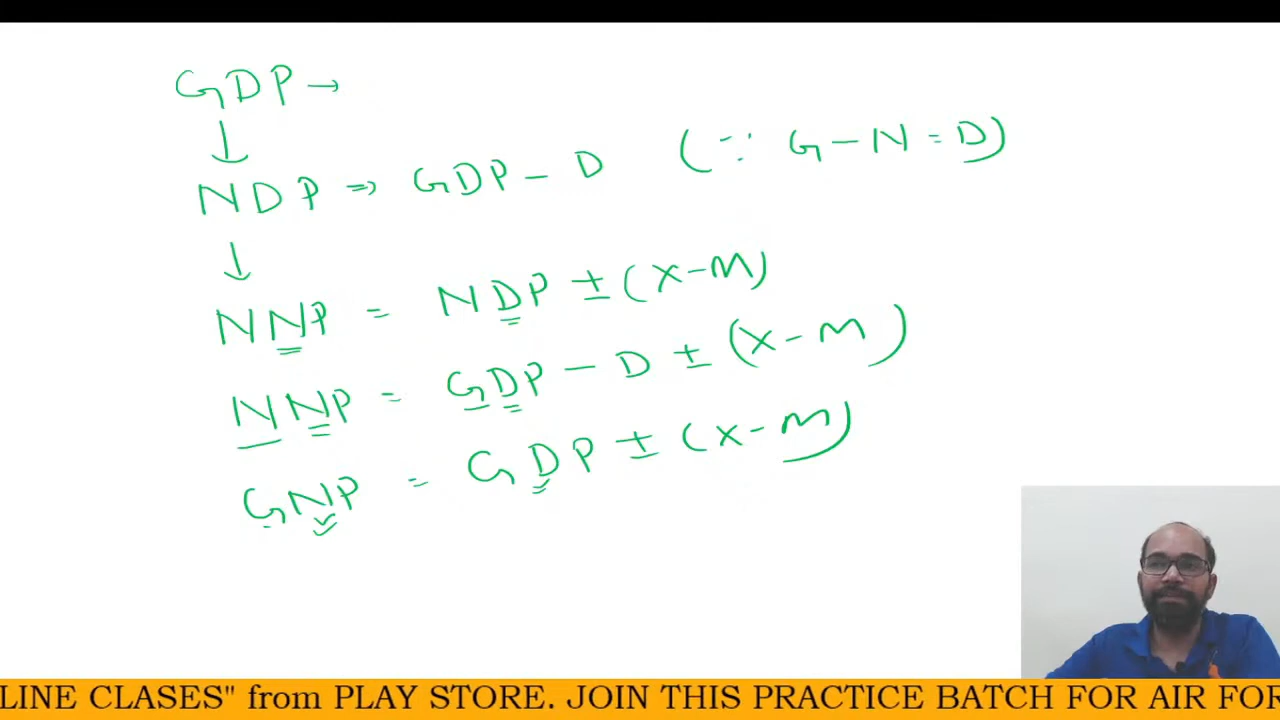 GDP →
↓
NDP ⇒ GDP - D (∵ G - N = D)
↓
NNP = NDP ± (X-M)
NNP = GDP - D ± (X - M)
GNP = GDP ± (X-M)
LINE CLASES" from PLAY STORE. JOIN THIS PRACTICE BATCH FOR AIR FOR